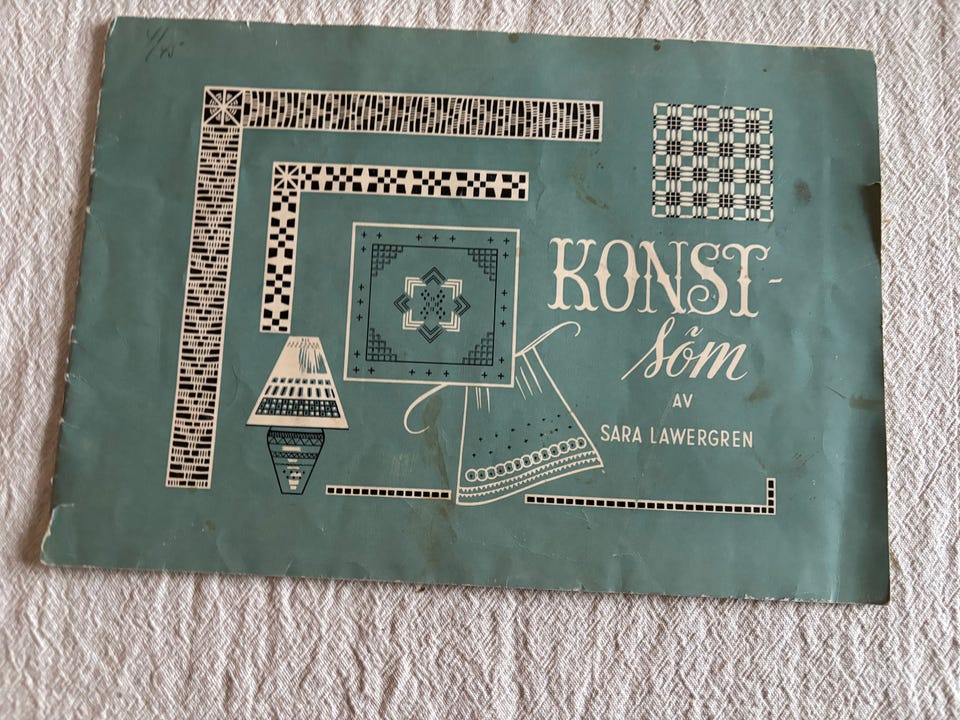 KONST-
söm
AV
SARA LAWERGREN